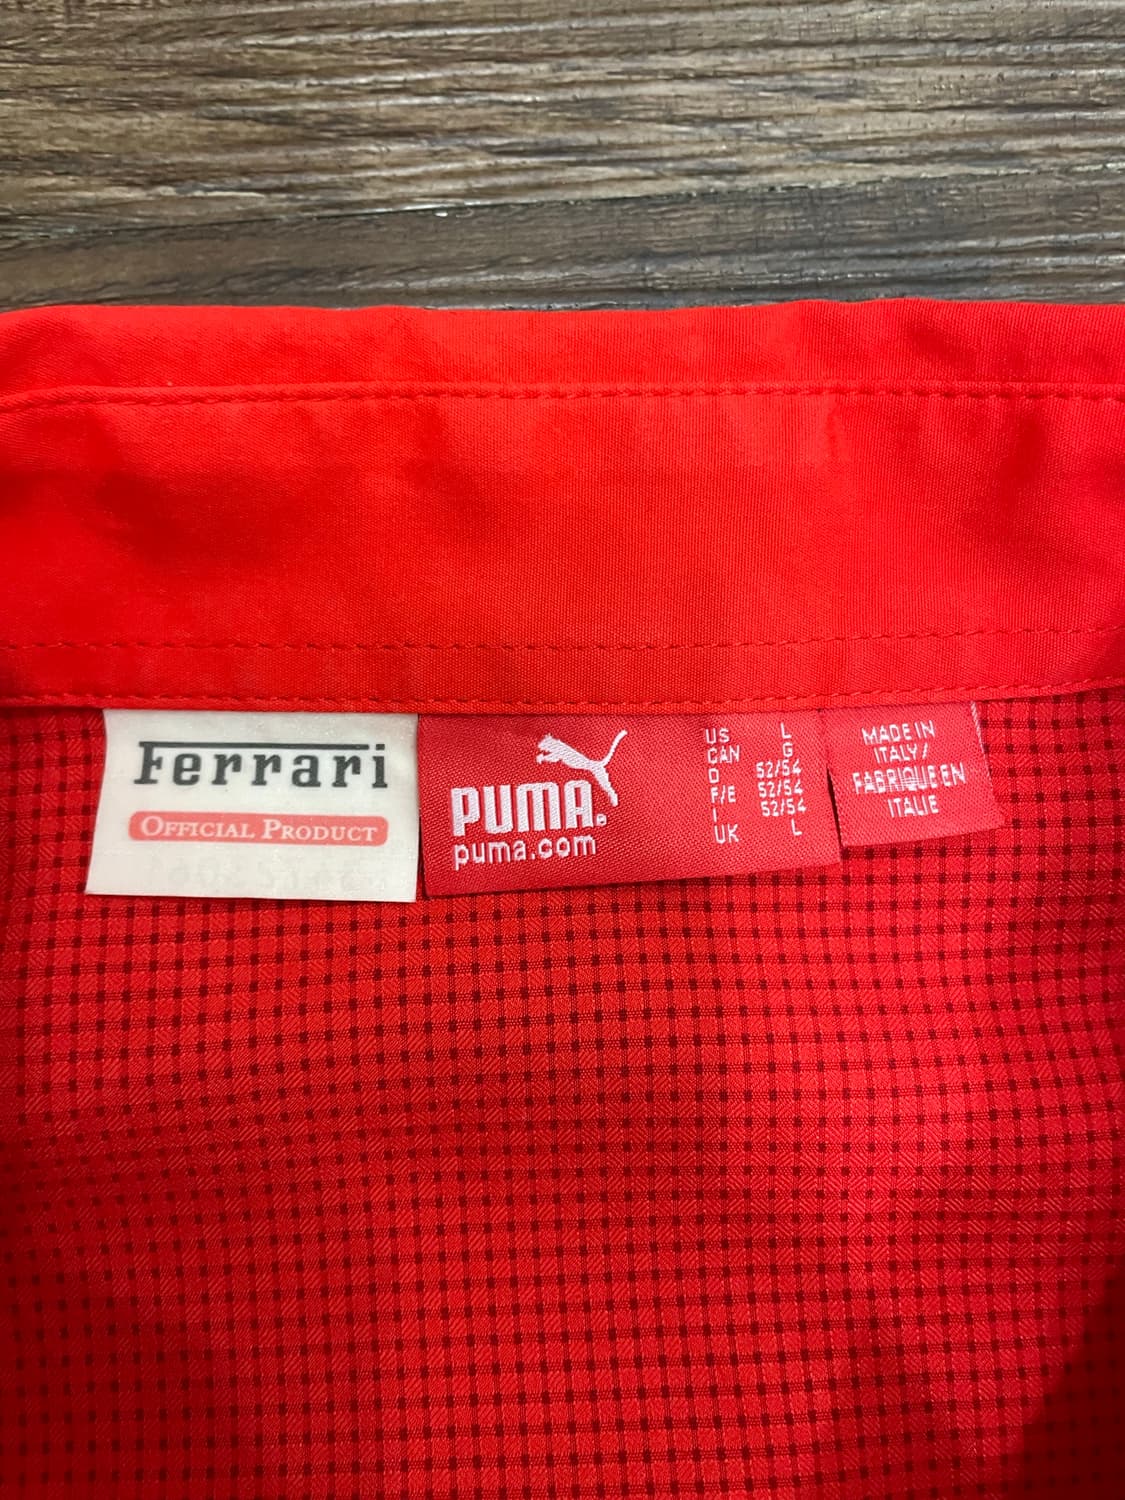 Ferrari
OFFICIAL PRODUCT
PUMA®
puma.com
US L
CAN G
D 52/54
F/E 52/54
I 52/54
UK L
MADE IN
ITALY/
FABRIQUE EN
ITALIE